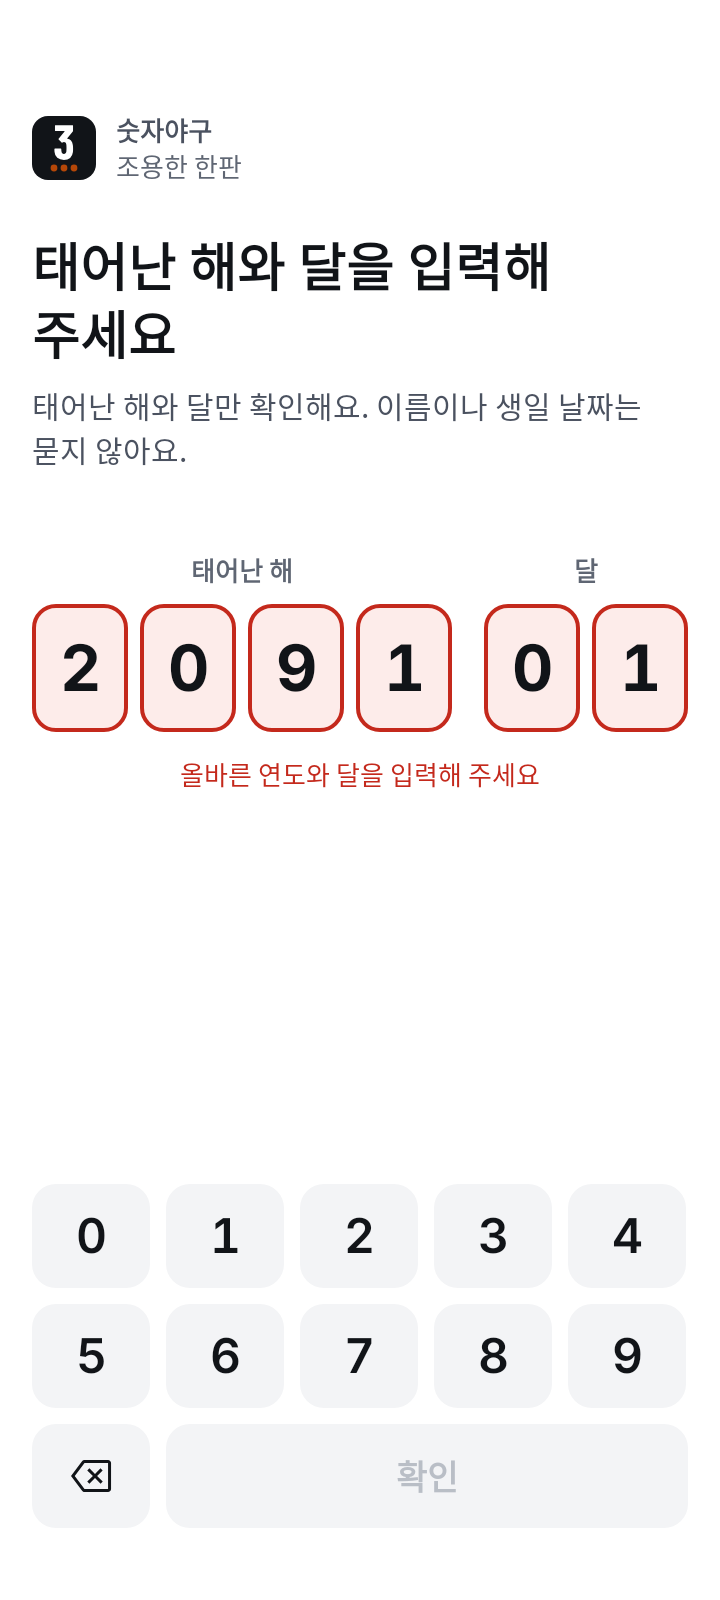 3
숫자야구
조용한 한판
태어난 해와 달을 입력해
주세요
태어난 해와 달만 확인해요. 이름이나 생일 날짜는
묻지 않아요.
태어난 해 달
2 0 9 1 0 1
올바른 연도와 달을 입력해 주세요
0 1 2 3 4
5 6 7 8 9
확인